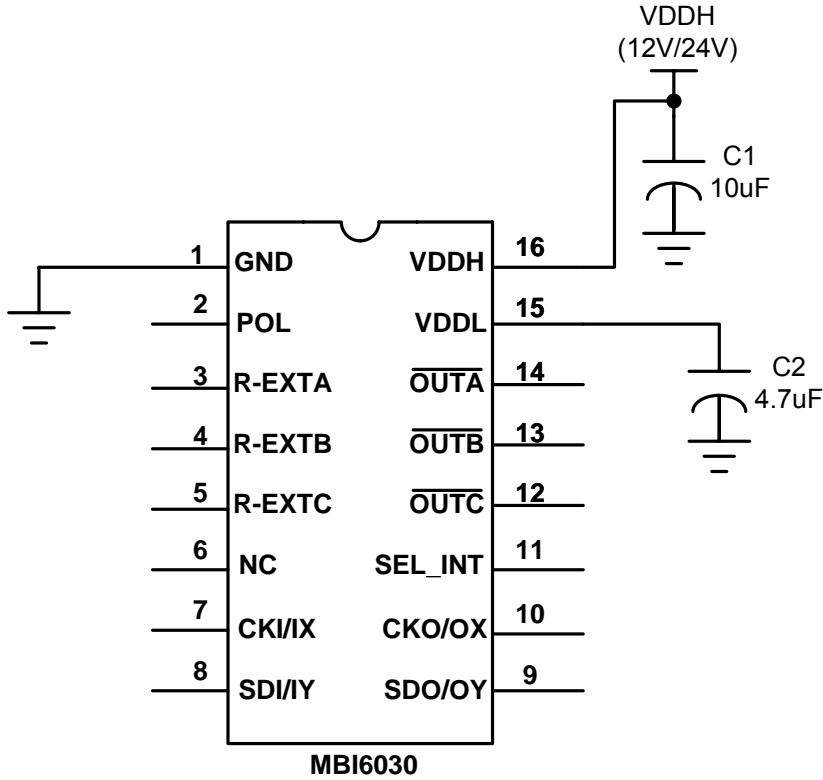 VDDH
(12V/24V)
C1
10uF
1 GND VDDH 16
2 POL VDDL 15
3 R-EXTA OUTA 14
C2
4.7uF
4 R-EXTB OUTB 13
5 R-EXTC OUTC 12
6 NC SEL_INT 11
7 CKI/IX CKO/OX 10
8 SDI/IY SDO/OY 9
MBI6030